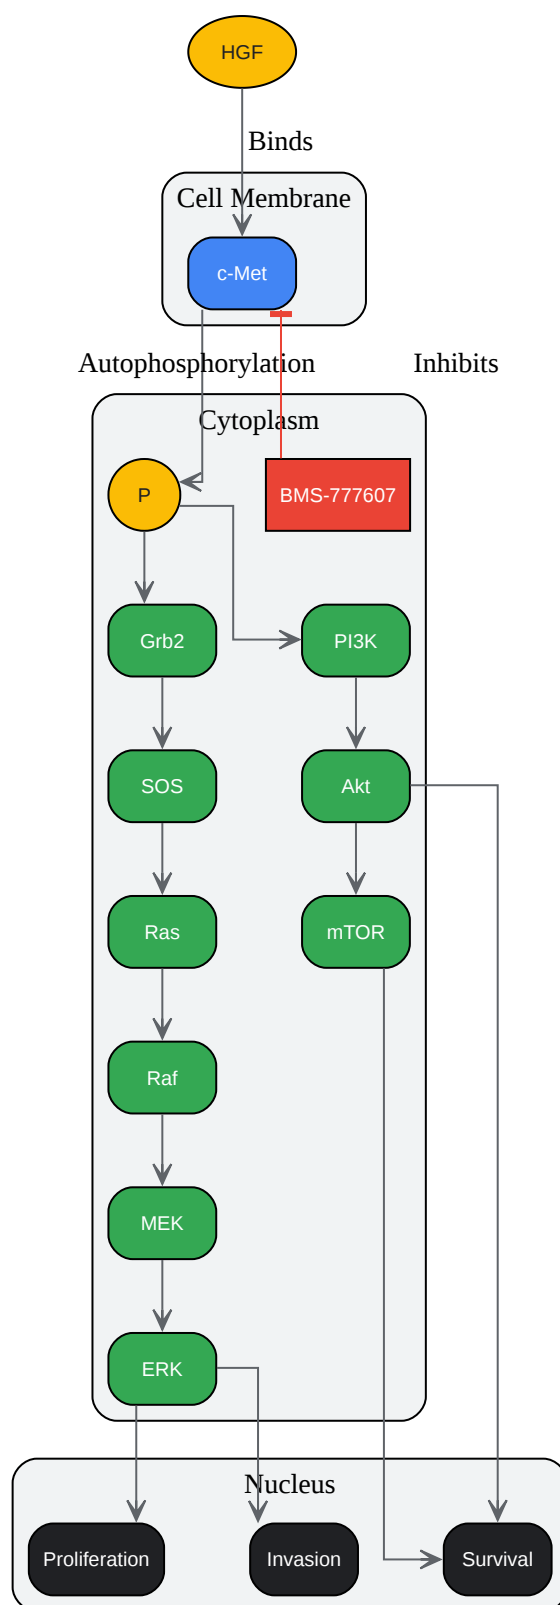 HGF
Binds
Cell Membrane
c-Met
Autophosphorylation
Inhibits
Cytoplasm
P
BMS-777607
Grb2
PI3K
SOS
Akt
Ras
mTOR
Raf
MEK
ERK
Nucleus
Proliferation
Invasion
Survival